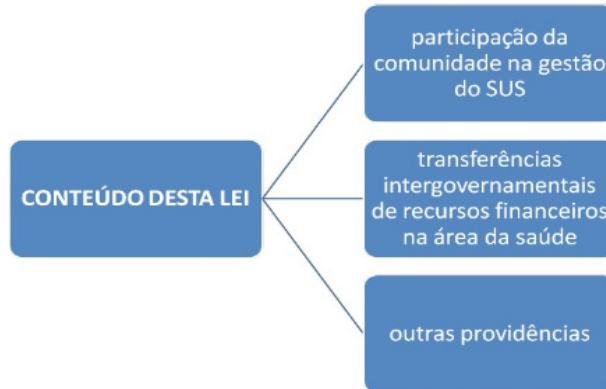 participação da
comunidade na gestão
do SUS
CONTEÚDO DESTA LEI
transferências
intergovernamentais
de recursos financeiros
na área da saúde
outras providências